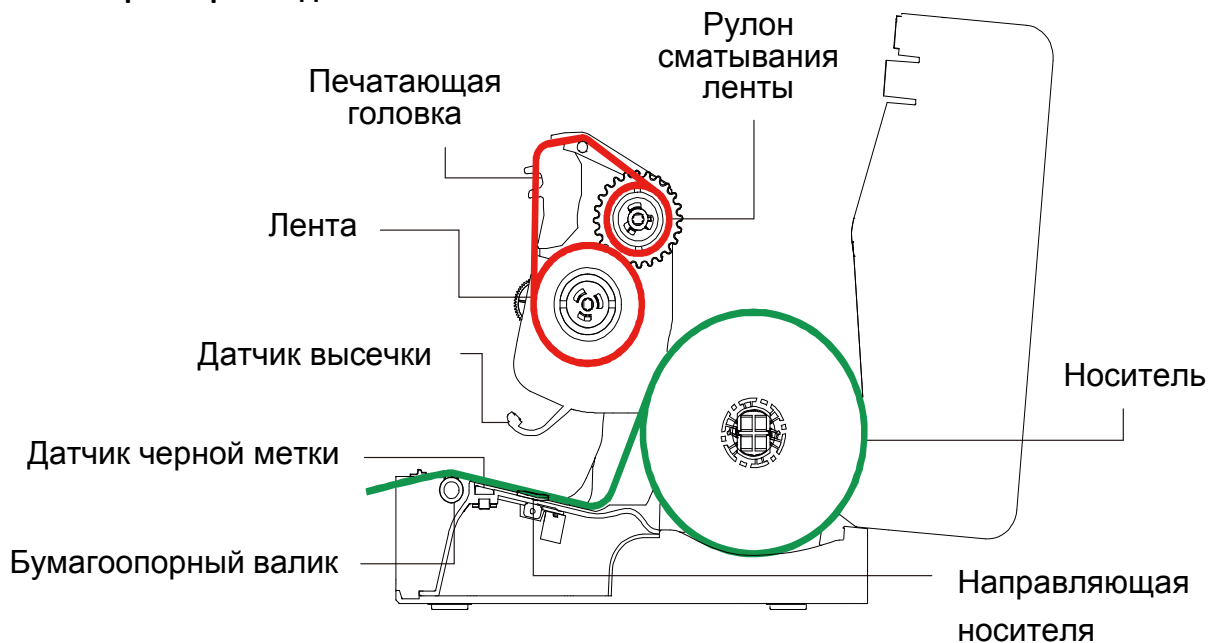 Рулон
сматывания
ленты
Печатающая
головка
Лента
Датчик высечки
Носитель
Датчик черной метки
Бумагоопорный валик
Направляющая
носителя